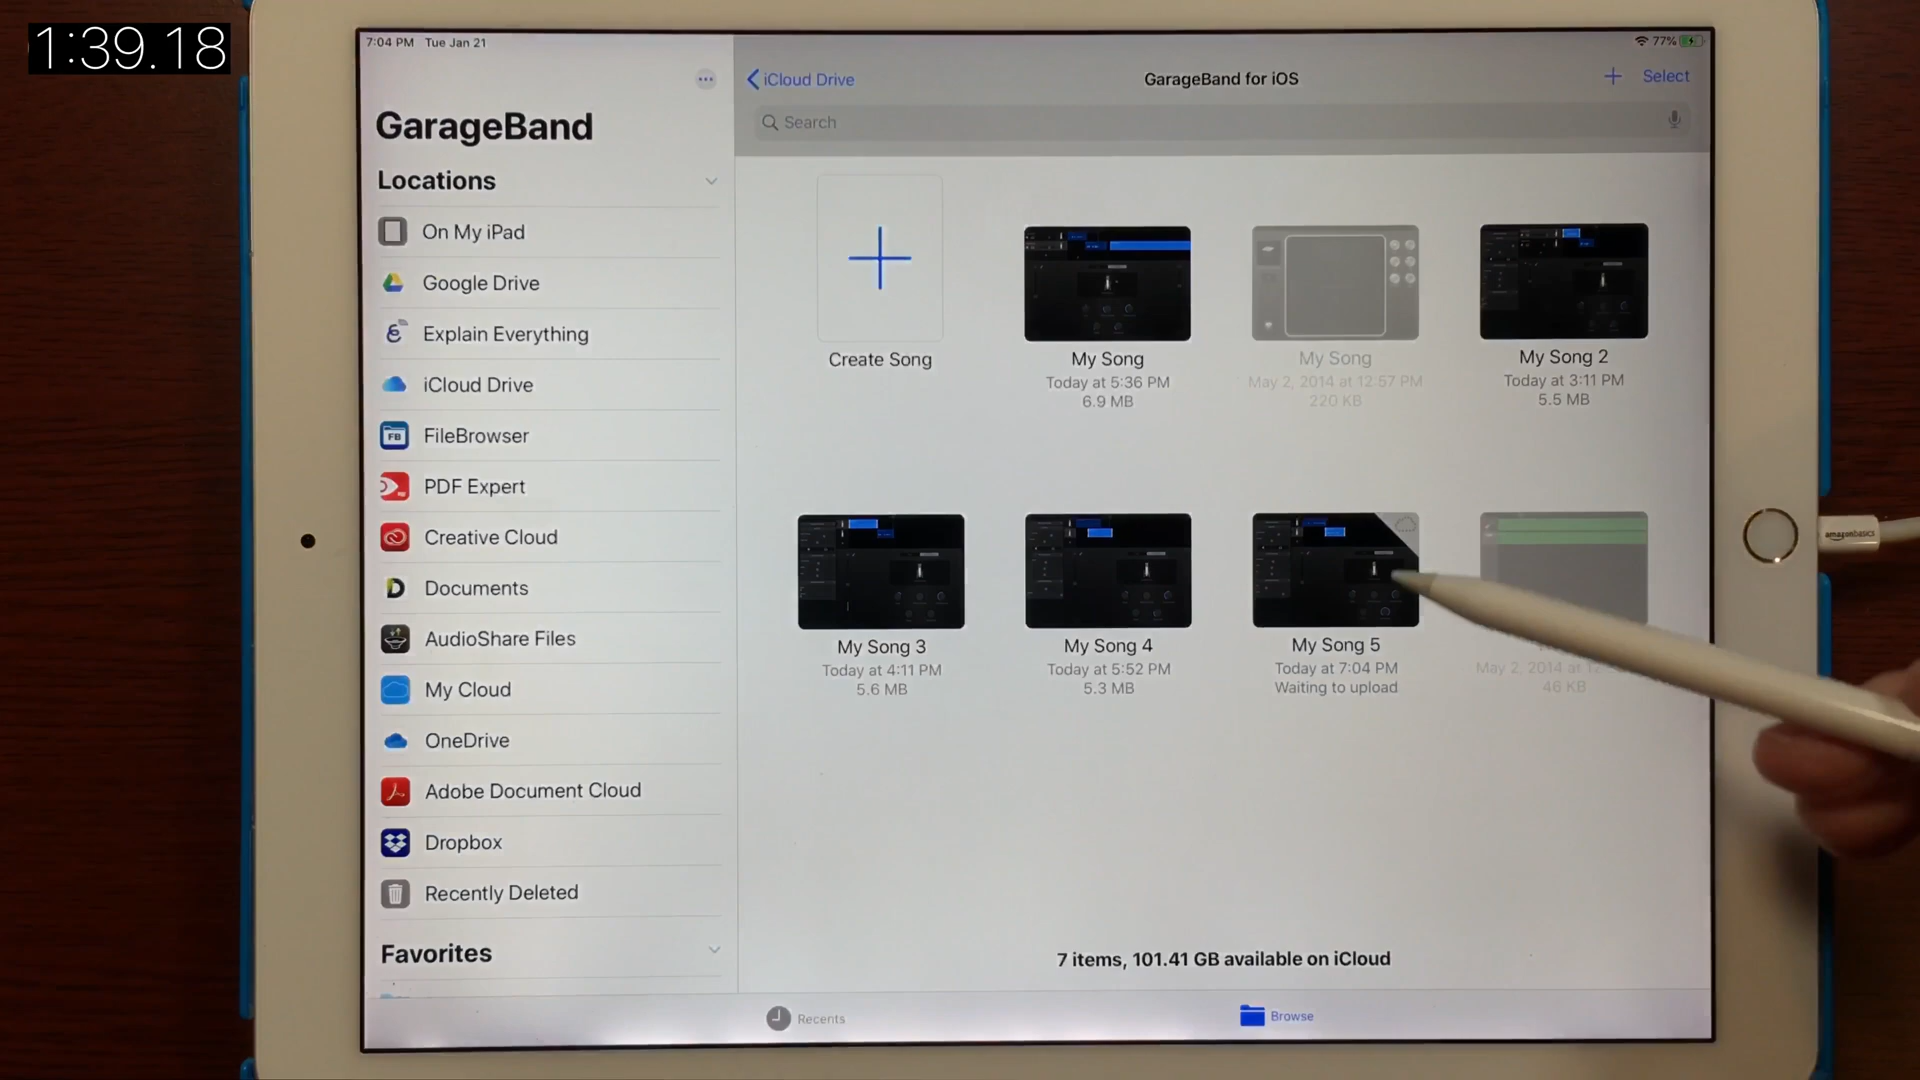 1:39.18
7:04 PM Tue Jan 21
77%
GarageBand
Locations
On My iPad
Google Drive
Explain Everything
iCloud Drive
FileBrowser
PDF Expert
Creative Cloud
Documents
AudioShare Files
My Cloud
OneDrive
Adobe Document Cloud
Dropbox
Recently Deleted
Favorites
iCloud Drive
GarageBand for iOS
Select
Search
Create Song
My Song
Today at 5:36 PM
6.9 MB
My Song
May 2, 2014 at 12:57 PM
220 KB
My Song 2
Today at 3:11 PM
5.5 MB
My Song 3
Today at 4:11 PM
5.6 MB
My Song 4
Today at 5:52 PM
5.3 MB
My Song 5
Today at 7:04 PM
Waiting to upload
May 2, 2014 at
46 KB
7 items, 101.41 GB available on iCloud
Recents
Browse
FB
amazonbasics